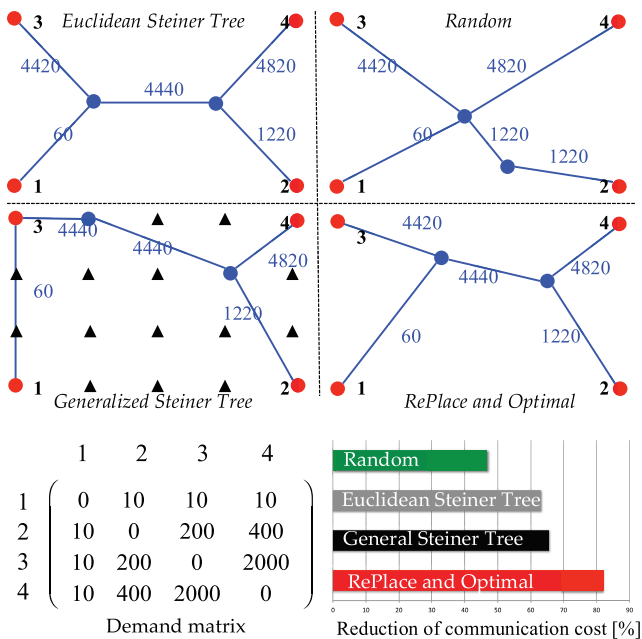 3
Euclidean Steiner Tree
4
4420
4440
4820
60
1220
1
2
3
Random
4
4420
4820
60
1220
1220
1
2
3
4440
4440
4
4820
60
1220
1
2
Generalized Steiner Tree
3
4420
4
4440
4820
60
1220
1
2
RePlace and Optimal
1 2 3 4
1 0 10 10 10
2 10 0 200 400
3 10 200 0 2000
4 10 400 2000 0
Demand matrix
Random
Euclidean Steiner Tree
General Steiner Tree
RePlace and Optimal
0 10 20 30 40 50 60 70 80 90
Reduction of communication cost [%]